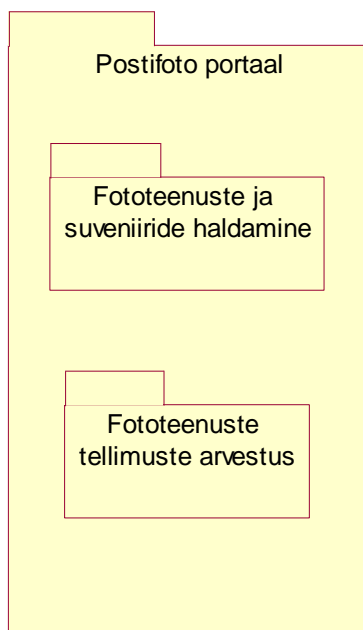 Postifoto portaal
Fototeenuste ja
suveniiride haldamine
Fototeenuste
tellimuste arvestus